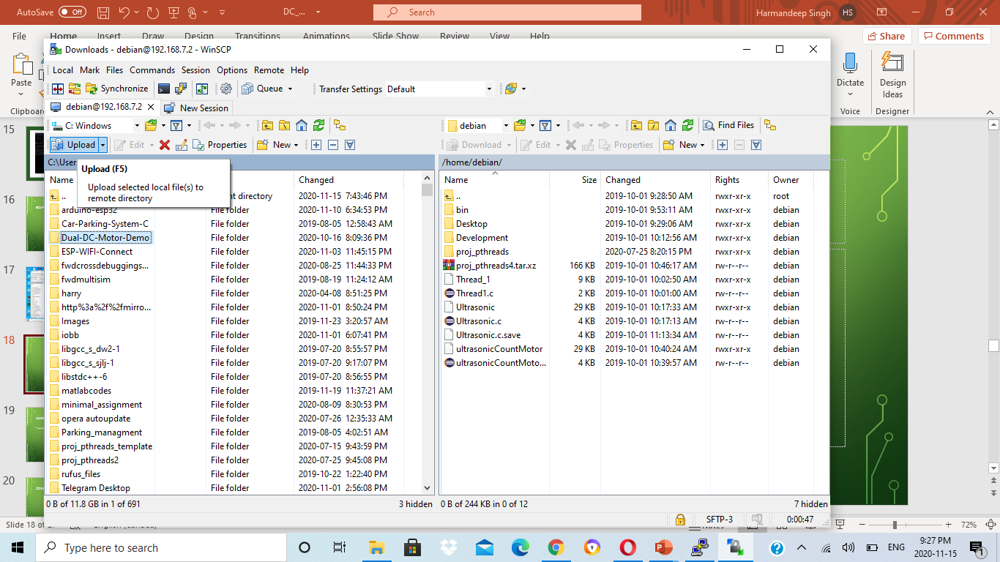 AutoSave Off DC_... Search Harmandeep Singh HS
File Home Insert Draw Design Transitions Animations Slide Show Review View Help Share Comments
Paste Dictate Design Ideas
Clipboard Voice Designer
Downloads - debian@192.168.7.2 - WinSCP
Local Mark Files Commands Session Options Remote Help
Synchronize Queue Transfer Settings Default
debian@192.168.7.2 New Session
C: Windows debian Find Files
Upload Edit Properties New Download Edit Properties New
C:\User /home/debian/
Upload (F5)
Upload selected local file(s) to
remote directory
Name Changed Name Size Changed Rights Owner
.. nt directory 2020-11-15 7:43:46 PM .. 2019-10-01 9:28:50 AM rwxr-xr-x root
arduino-esp32 File folder 2020-11-10 6:34:53 PM bin 2019-10-01 9:53:11 AM rwxr-xr-x debian
Car-Parking-System-C File folder 2019-08-05 12:58:43 AM Desktop 2019-10-01 9:29:06 AM rwxr-xr-x debian
Dual-DC-Motor-Demo File folder 2020-10-16 8:09:36 PM Development 2019-10-01 10:12:56 AM rwxr-xr-x debian
ESP-WIFI-Connect File folder 2020-11-03 11:45:15 PM proj_pthreads 2020-07-25 8:20:15 PM rwxr-xr-x debian
fwdcrossdebuggings... File folder 2020-08-25 11:44:33 PM proj_pthreads4.tar.xz 166 KB 2019-10-01 10:46:17 AM rw-r--r-- debian
fwdmultisim File folder 2019-08-19 11:24:12 AM Thread_1 9 KB 2019-10-01 10:02:50 AM rwxr-xr-x debian
harry File folder 2020-04-08 8:51:25 PM Thread1.c 2 KB 2019-10-01 10:01:00 AM rw-r--r-- debian
http%3a%2f%2fmirro... File folder 2020-11-01 8:50:24 PM Ultrasonic 29 KB 2019-10-01 10:17:33 AM rwxr-xr-x debian
Images File folder 2019-11-23 3:20:57 AM Ultrasonic.c 4 KB 2019-10-01 10:17:13 AM rw-r--r-- debian
iobb File folder 2020-11-01 6:07:41 PM Ultrasonic.c.save 4 KB 2019-10-01 11:13:34 AM rw-r--r-- debian
libgcc_s_dw2-1 File folder 2019-07-20 8:55:57 PM ultrasonicCountMotor 29 KB 2019-10-01 10:40:24 AM rwxr-xr-x debian
libgcc_s_sjlj-1 File folder 2019-07-20 9:17:07 PM ultrasonicCountMoto... 4 KB 2019-10-01 10:39:57 AM rw-r--r-- debian
libstdc++-6 File folder 2019-07-20 8:56:55 PM
matlabcodes File folder 2019-11-19 11:37:21 AM
minimal_assignment File folder 2020-08-09 8:30:53 PM
opera autoupdate File folder 2020-07-26 12:35:33 AM
Parking_managment File folder 2019-08-05 4:02:51 AM
proj_pthreads_template File folder 2020-07-15 9:43:59 PM
proj_pthreads2 File folder 2020-07-25 9:45:08 PM
rufus_files File folder 2019-10-22 1:22:40 PM
Telegram Desktop File folder 2020-11-01 2:56:08 PM
0 B of 11.8 GB in 1 of 691 3 hidden 0 B of 244 KB in 0 of 12 7 hidden
SFTP-3 0:00:47
15
16
17
18
19
20
Slide 18 of 72%
Type here to search ENG 9:27 PM
2020-11-15 1